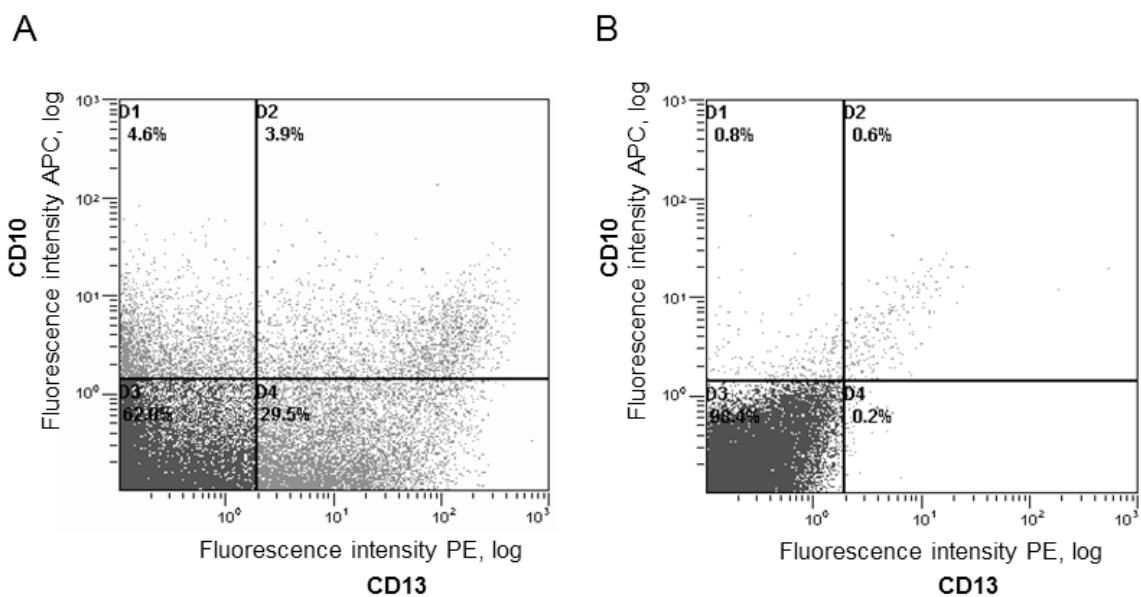 A
B
10³
D1
4.6%
D2
3.9%
10²
10¹
10⁰
D3
D4
29.5%
10⁰
10¹
10²
10³
CD10
Fluorescence intensity APC, log
Fluorescence intensity PE, log
CD13
10³
D1
0.8%
D2
0.6%
10²
10¹
10⁰
D3
98.4%
D4
0.2%
10⁰
10¹
10²
10³
CD10
Fluorescence intensity APC, log
Fluorescence intensity PE, log
CD13